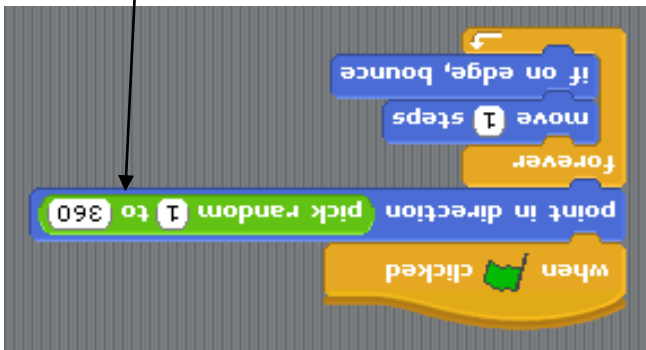 when clicked
point in direction pick random 1 to 360
forever
move 1 steps
if on edge, bounce